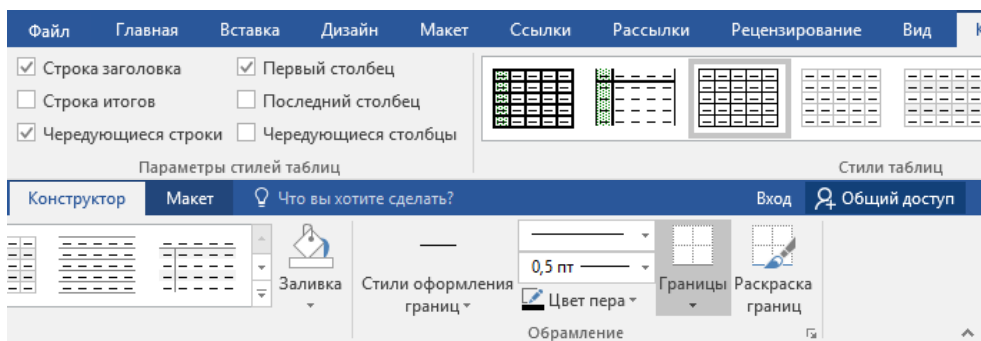 Файл Главная Вставка Дизайн Макет Ссылки Рассылки Рецензирование Вид
Строка заголовка Первый столбец
Строка итогов Последний столбец
Чередующиеся строки Чередующиеся столбцы
Параметры стилей таблиц Стили таблиц
Конструктор Макет Что вы хотите сделать? Вход Общий доступ
0,5 пт
Заливка Стили оформления Границы Раскраска
границ Цвет пера границ
Обрамление